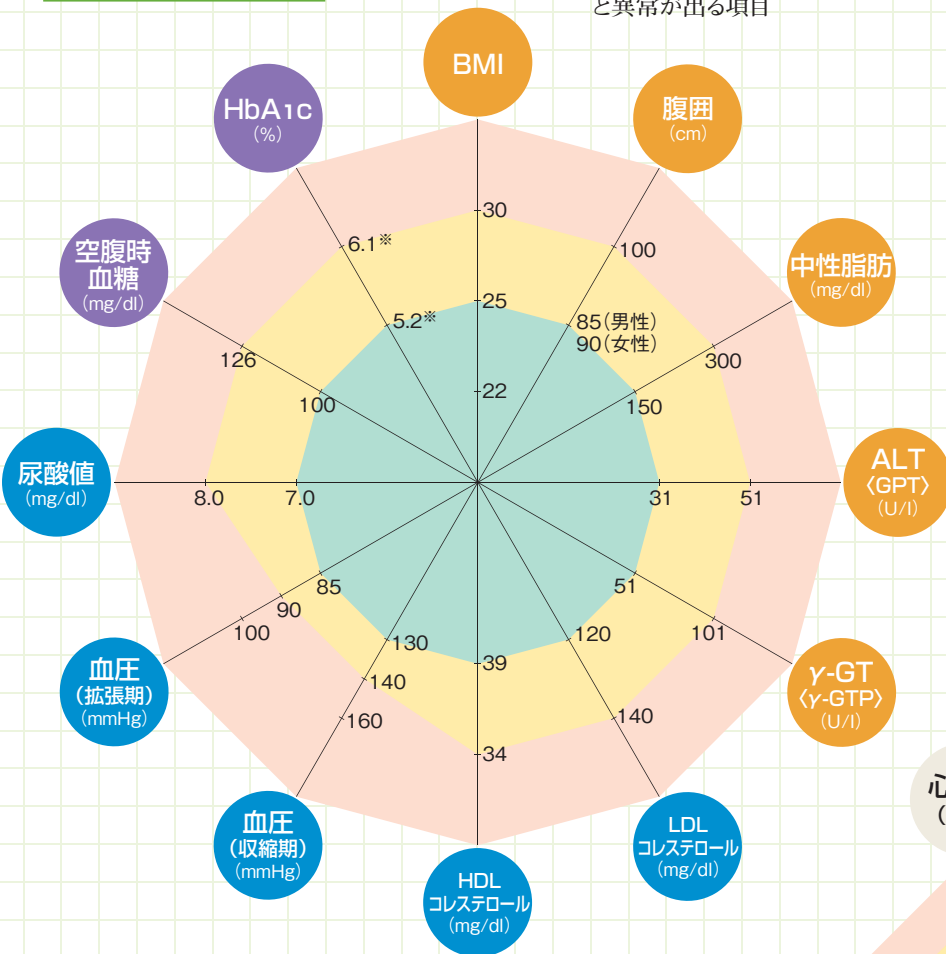 と異常が出る項目
BMI
腹囲
（cm）
中性脂肪
（mg/dl）
ALT
〈GPT〉
（U/l）
γ-GT
〈γ-GTP〉
（U/l）
LDL
コレステロール
（mg/dl）
HDL
コレステロール
（mg/dl）
血圧
（収縮期）
（mmHg）
血圧
（拡張期）
（mmHg）
尿酸値
（mg/dl）
空腹時
血糖
（mg/dl）
HbA1c
（%）
30
25
22
100
85（男性）
90（女性）
300
150
31
51
51
101
120
140
39
34
130
140
160
85
90
100
7.0
8.0
100
126
5.2※
6.1※
心
（